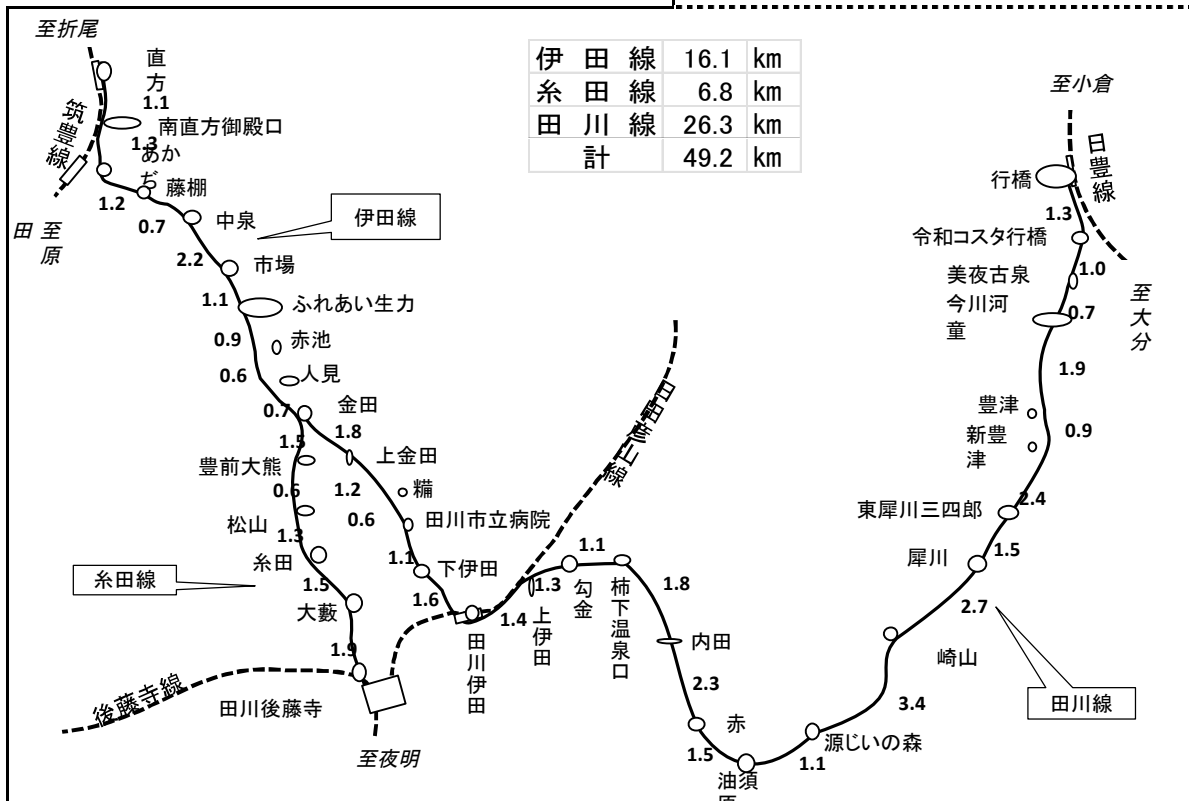 至折尾
直方
1.1
筑豊線
南直方御殿口
1.3
あかぢ
1.2
藤棚
0.7
中泉
田 至
原
伊田線
2.2
市場
1.1
ふれあい生力
0.9
赤池
0.6
人見
0.7
金田
1.5
1.8
豊前大熊
上金田
0.6
1.2
糒
松山
0.6
田川市立病院
1.3
糸田
1.1
下伊田
糸田線
1.5
大藪
1.6
1.9
後藤寺線
田川後藤寺
至夜明
伊田線 16.1 km
糸田線 6.8 km
田川線 26.3 km
計 49.2 km
田川伊田
1.4
上伊田
1.3
勾金
1.1
柿下温泉口
1.8
内田
2.3
赤
1.5
油須
1.1
源じいの森
3.4
崎山
2.7
田川線
犀川
1.5
東犀川三四郎
2.4
新豊津
0.9
豊津
1.9
今川河童
0.7
美夜古泉
1.0
令和コスタ行橋
1.3
行橋
日豊線
至小倉
至大分